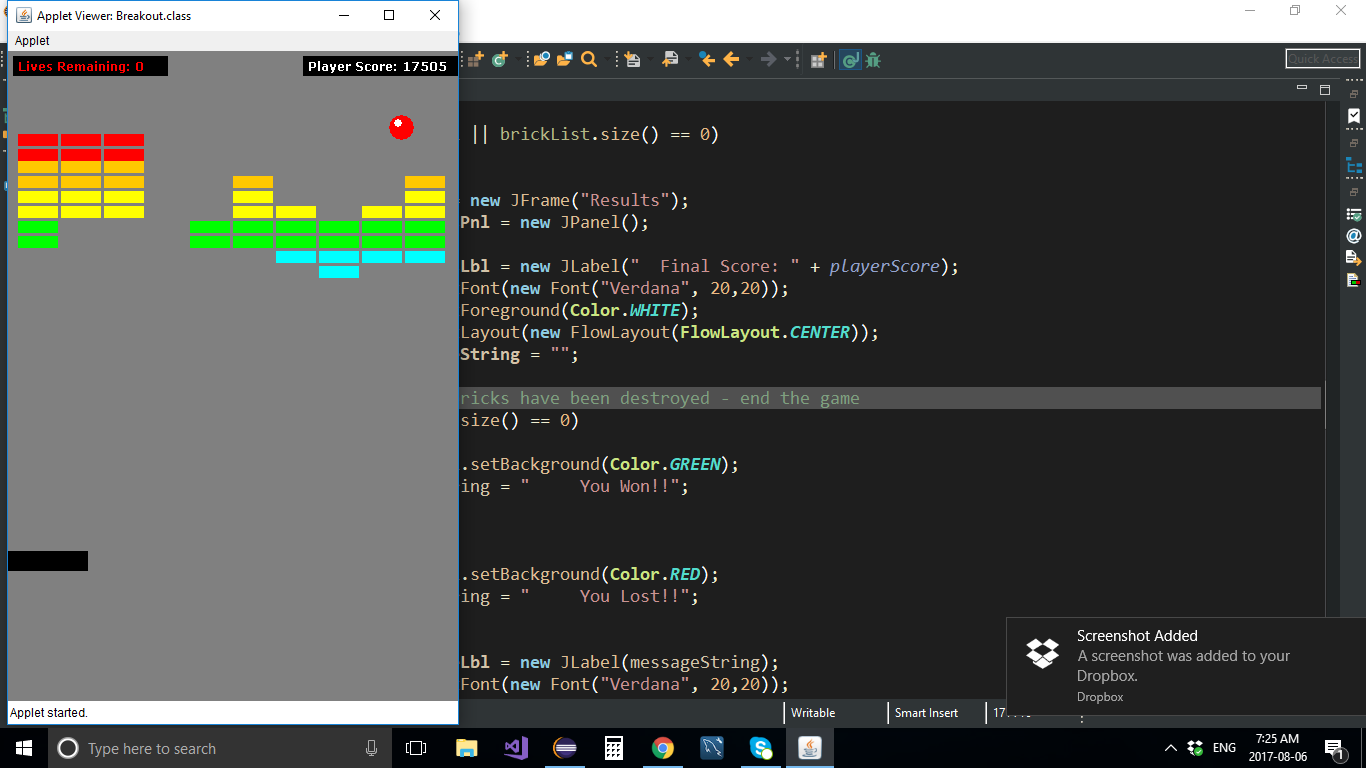 Applet Viewer: Breakout.class
Applet
Lives Remaining: 0
Player Score: 17505
Quick Access
|| brickList.size() == 0)
= new JFrame("Results");
Pnl = new JPanel();
Lbl = new JLabel("  Final Score: " + playerScore);
Font(new Font("Verdana", 20,20));
Foreground(Color.WHITE);
Layout(new FlowLayout(FlowLayout.CENTER));
String = "";
ricks have been destroyed - end the game
size() == 0)
.setBackground(Color.GREEN);
ing = "     You Won!!";
.setBackground(Color.RED);
ing = "     You Lost!!";
Lbl = new JLabel(messageString);
Font(new Font("Verdana", 20,20));
Screenshot Added
A screenshot was added to your
Dropbox.
Dropbox
Applet started.
Writable
Smart Insert
Type here to search
ENG
7:25 AM
2017-08-06
1